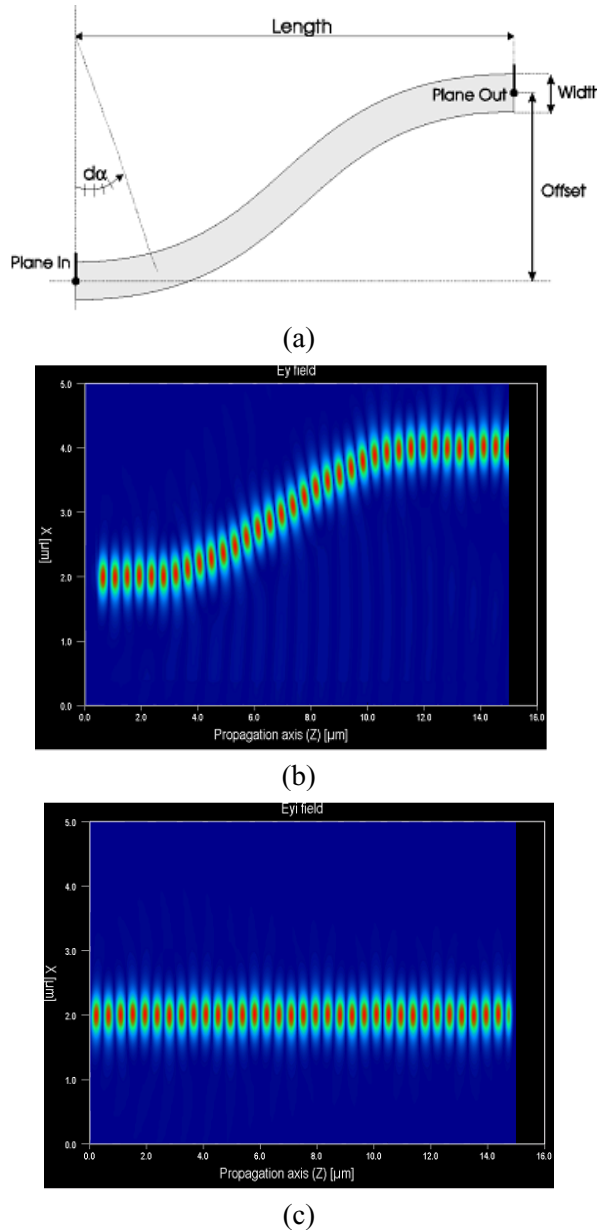 Length
Plane Out
Width
dα
Offset
Plane In
(a)
Ey field
5.0
4.0
3.0
X [µm]
2.0
1.0
0.0
0.0 2.0 4.0 6.0 8.0 10.0 12.0 14.0 16.0
Propagation axis (Z) [µm]
(b)
Eyi field
5.0
4.0
3.0
X [µm]
2.0
1.0
0.0
0.0 2.0 4.0 6.0 8.0 10.0 12.0 14.0 16.0
Propagation axis (Z) [µm]
(c)